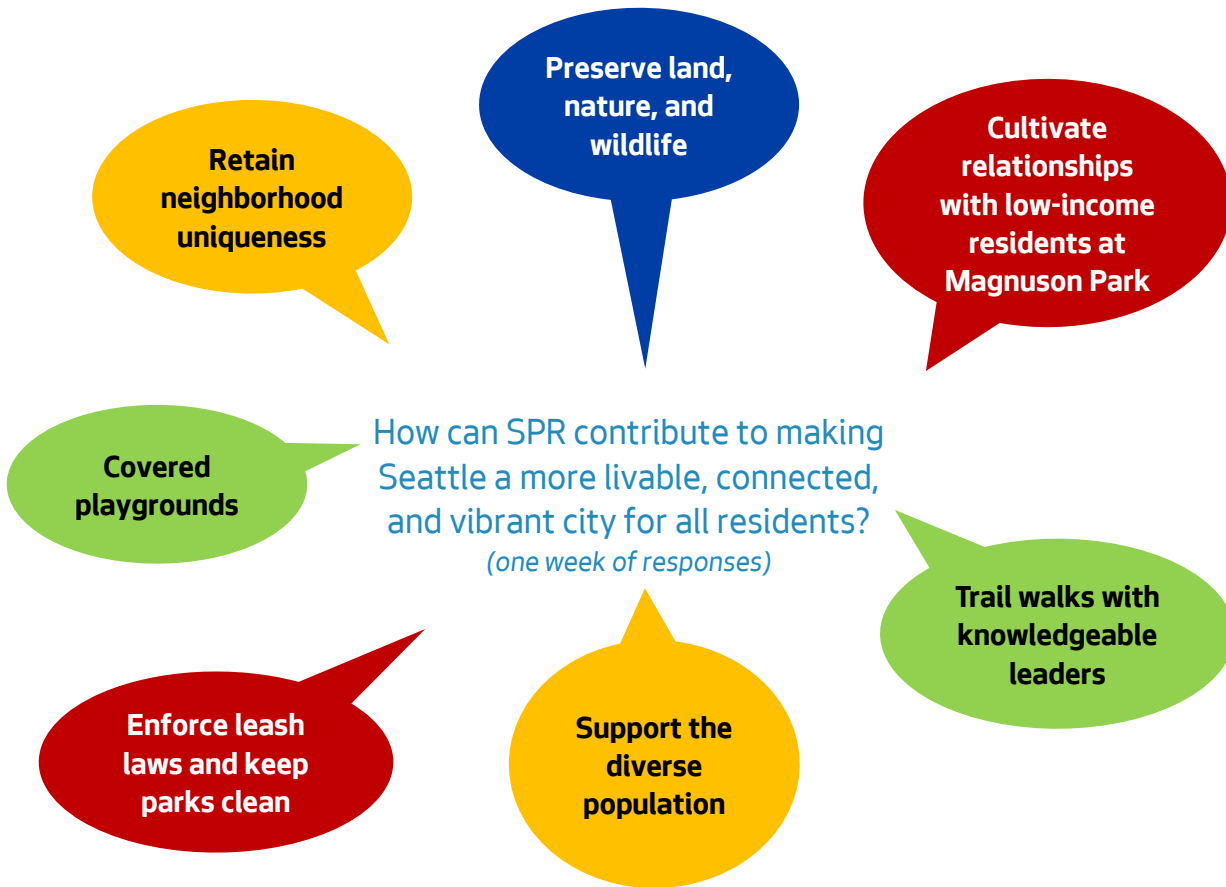 Preserve land,
nature, and
wildlife
Retain
neighborhood
uniqueness
Cultivate
relationships
with low-income
residents at
Magnuson Park
Covered
playgrounds
How can SPR contribute to making
Seattle a more livable, connected,
and vibrant city for all residents?
(one week of responses)
Trail walks with
knowledgeable
leaders
Enforce leash
laws and keep
parks clean
Support the
diverse
population